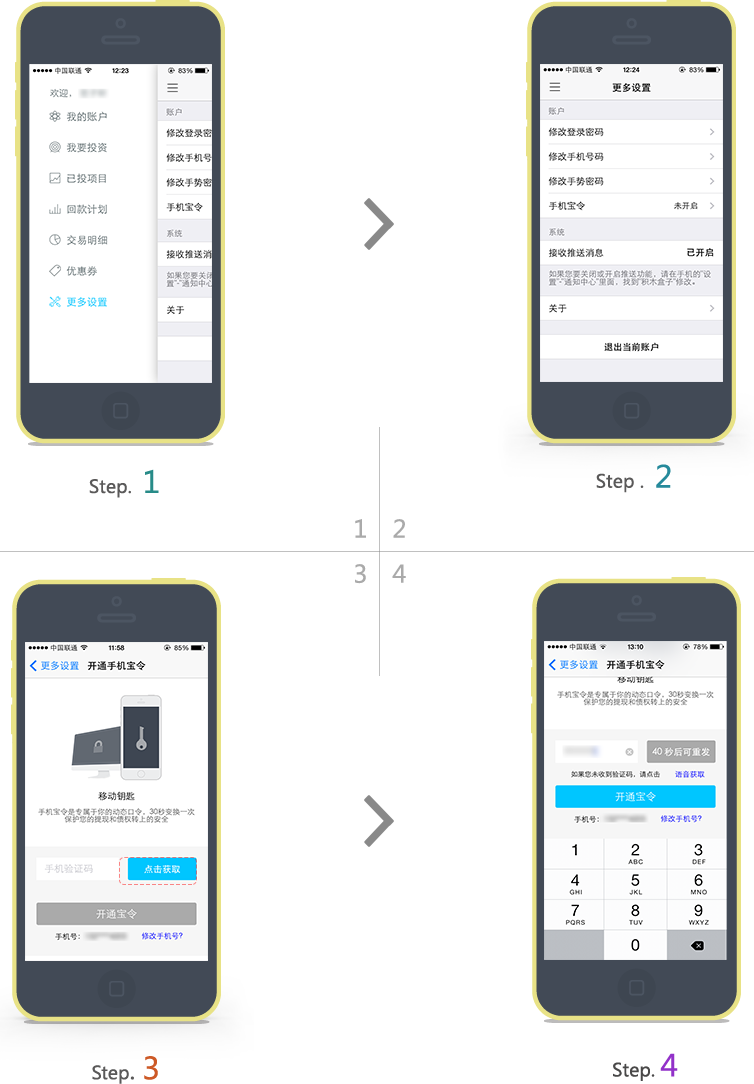 中国联通 12:23 83%
欢迎，
我的账户
我要投资
已投项目
回款计划
交易明细
优惠券
更多设置
账户
修改登录密
修改手机号
修改手势密
手机宝令
系统
接收推送消
如果您要关闭
置"-"通知中心
关于
Step. 1
中国联通 12:24 83%
更多设置
账户
修改登录密码
修改手机号码
修改手势密码
手机宝令 未开启
系统
接收推送消息 已开启
如果您要关闭或开启推送功能，请在手机的"设
置"-"通知中心"里面，找到"积木盒子"修改。
关于
退出当前账户
Step . 2
1 2
3 4
中国联通 11:58 85%
更多设置 开通手机宝令
移动钥匙
手机宝令是专属于你的动态口令，30秒变换一次
保护您的提现和债权转上的安全
手机验证码 点击获取
开通宝令
手机号： 修改手机号?
Step. 3
中国联通 13:10 78%
更多设置 开通手机宝令
移动钥匙
手机宝令是专属于你的动态口令，30秒变换一次
保护您的提现和债权转上的安全
40 秒后可重发
如果您未收到验证码，请点击 语音获取
开通宝令
手机号： 修改手机号?
1 2 3
ABC DEF
4 5 6
GHI JKL MNO
7 8 9
PQRS TUV WXYZ
0
Step. 4